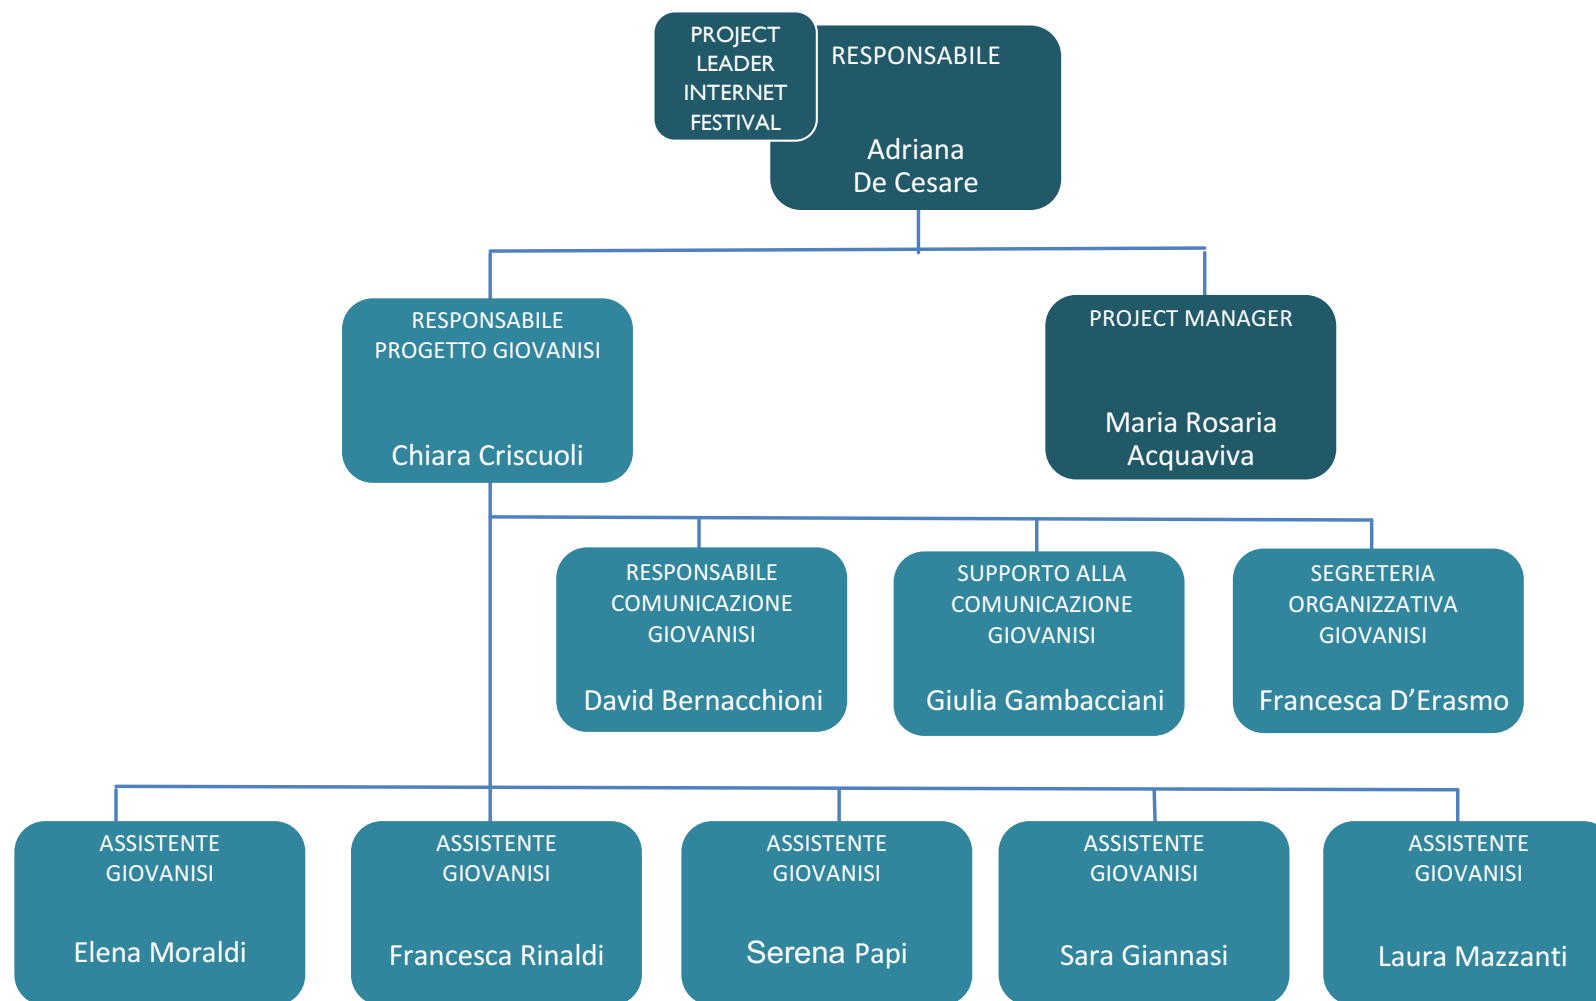 PROJECT
LEADER
INTERNET
FESTIVAL
RESPONSABILE
Adriana
De Cesare
RESPONSABILE
PROGETTO GIOVANISI
Chiara Criscuoli
PROJECT MANAGER
Maria Rosaria
Acquaviva
RESPONSABILE
COMUNICAZIONE
GIOVANISI
David Bernacchioni
SUPPORTO ALLA
COMUNICAZIONE
GIOVANISI
Giulia Gambacciani
SEGRETERIA
ORGANIZZATIVA
GIOVANISI
Francesca D’Erasmo
ASSISTENTE
GIOVANISI
Elena Moraldi
ASSISTENTE
GIOVANISI
Francesca Rinaldi
ASSISTENTE
GIOVANISI
Serena Papi
ASSISTENTE
GIOVANISI
Sara Giannasi
ASSISTENTE
GIOVANISI
Laura Mazzanti